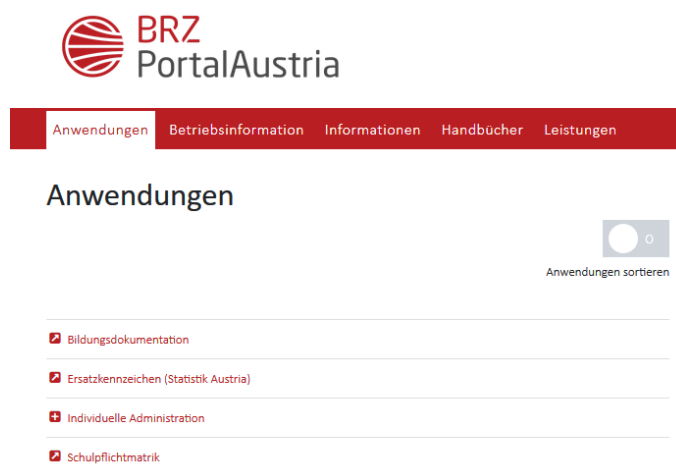 BRZ
PortalAustria
Anwendungen Betriebsinformation Informationen Handbücher Leistungen
Anwendungen
0
Anwendungen sortieren
Bildungsdokumentation
Ersatzkennzeichen (Statistik Austria)
Individuelle Administration
Schulpflichtmatrik